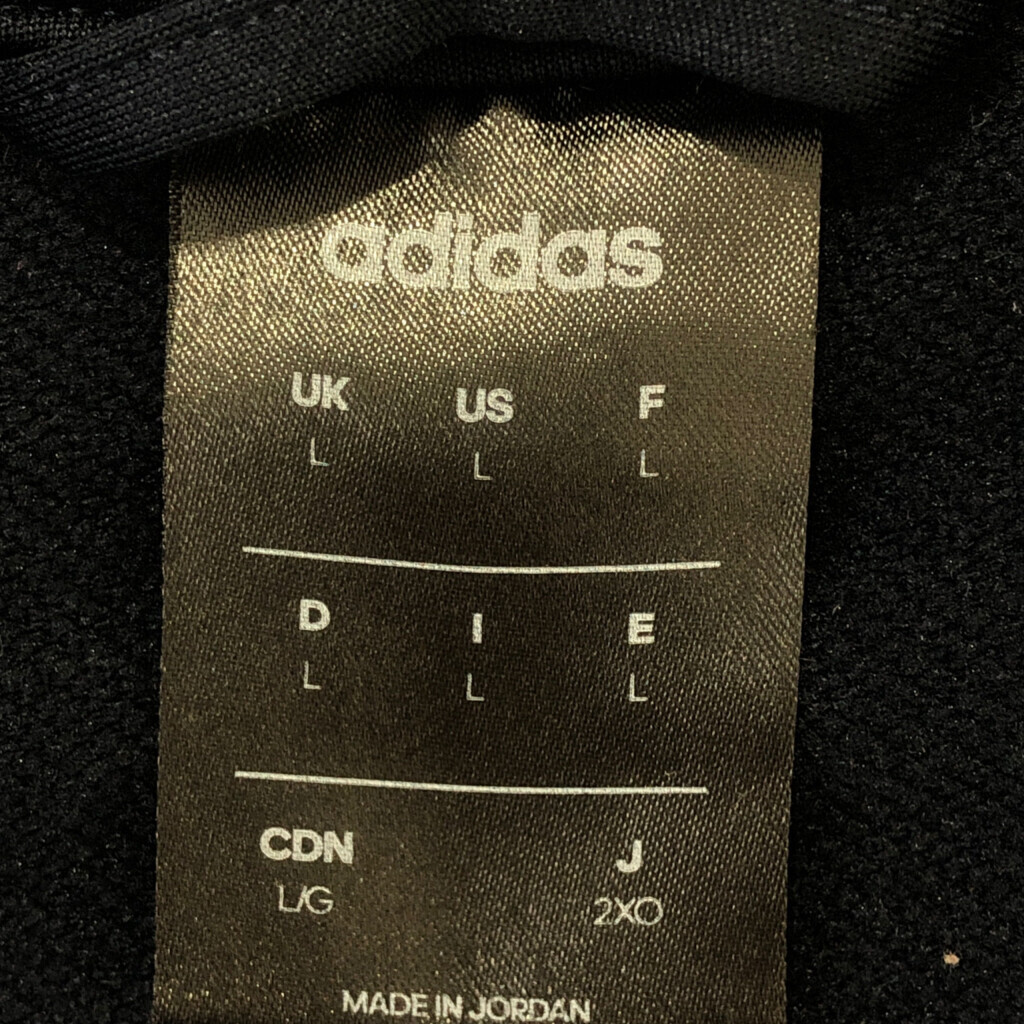 adidas
UK US F
L L L
D I E
L L L
CDN J
L/G 2XO
MADE IN JORDAN